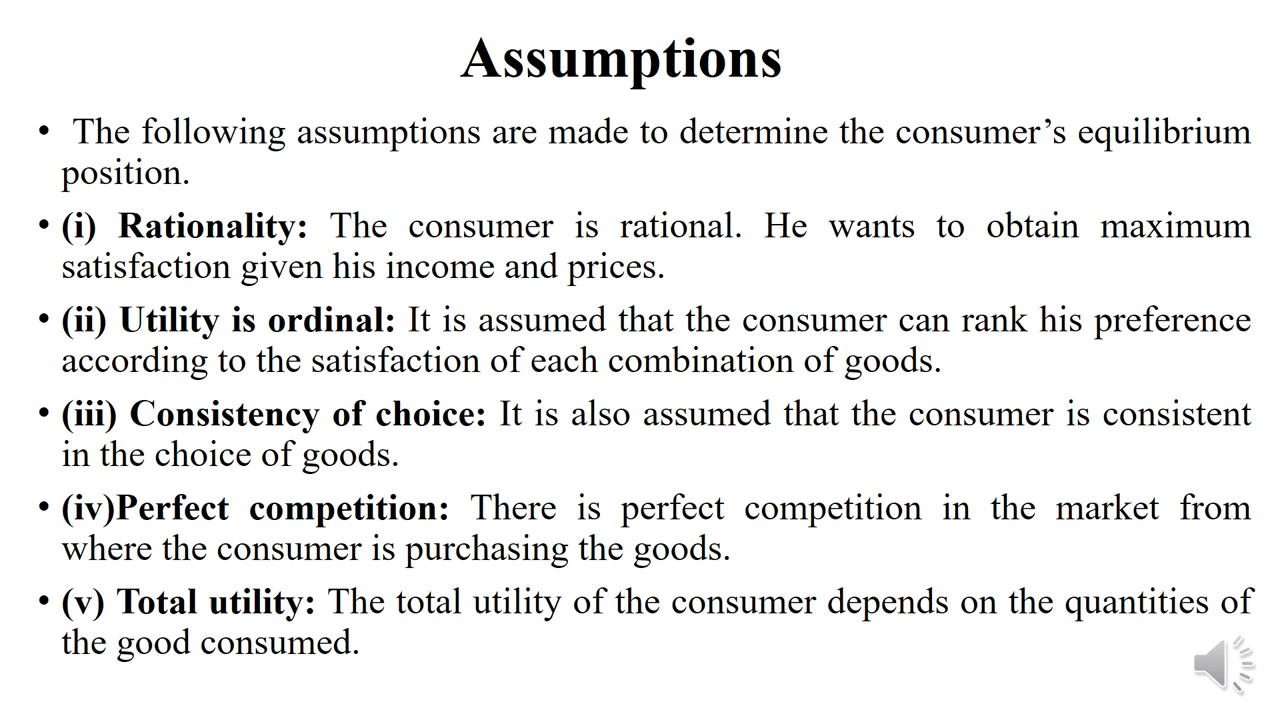 Assumptions
• The following assumptions are made to determine the consumer’s equilibrium
position.
• (i) Rationality: The consumer is rational. He wants to obtain maximum
satisfaction given his income and prices.
• (ii) Utility is ordinal: It is assumed that the consumer can rank his preference
according to the satisfaction of each combination of goods.
• (iii) Consistency of choice: It is also assumed that the consumer is consistent
in the choice of goods.
• (iv)Perfect competition: There is perfect competition in the market from
where the consumer is purchasing the goods.
• (v) Total utility: The total utility of the consumer depends on the quantities of
the good consumed.